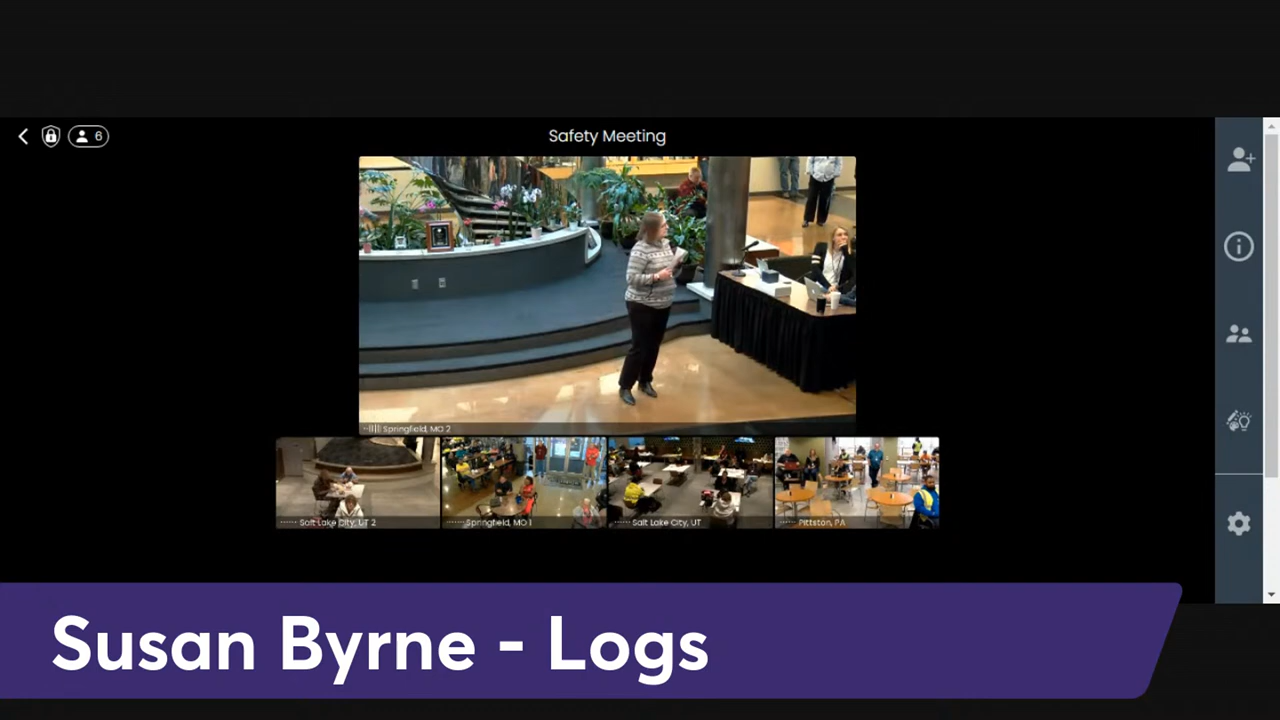 6
Safety Meeting
Springfield, MO 2
Salt Lake City, UT 2
Springfield, MO 1
Salt Lake City, UT
Pittston, PA
Susan Byrne - Logs